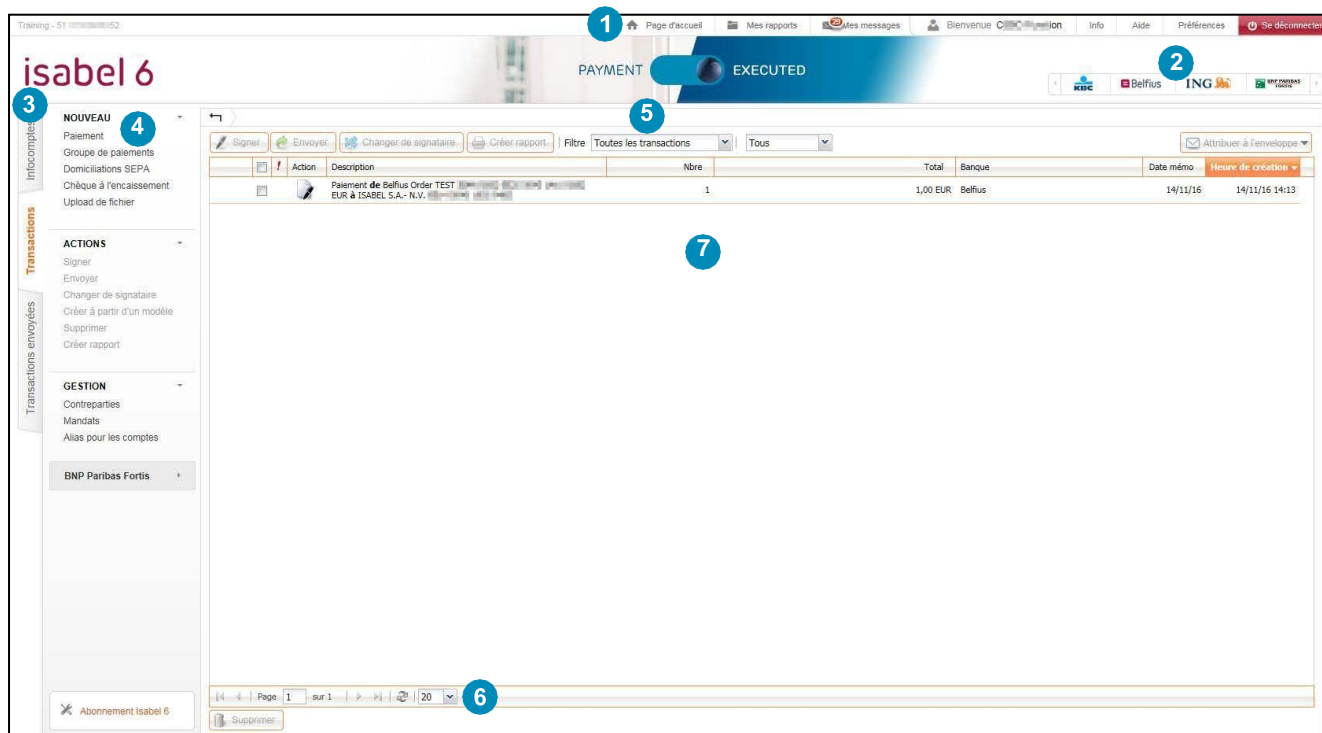 Training - 51 52
1
Page d'accueil
Mes rapports
25
Mes messages
Bienvenue
Info
Aide
Préférences
Se déconnecter
isabel 6
PAYMENT
EXECUTED
2
KBC
Belfius
ING
BNP PARIBAS
FORTIS
3
Infocomptes
Transactions
Transactions envoyées
NOUVEAU
4
Paiement
Groupe de paiements
Domiciliations SEPA
Chèque à l'encaissement
Upload de fichier
ACTIONS
Signer
Envoyer
Changer de signataire
Créer à partir d'un modèle
Supprimer
Créer rapport
GESTION
Contreparties
Mandats
Alias pour les comptes
BNP Paribas Fortis
Abonnement Isabel 6
5
Signer
Envoyer
Changer de signataire
Créer rapport
Filtre
Toutes les transactions
Tous
Attribuer à l'enveloppe
! Action Description Nbre Total Banque Date mémo Heure de création
Paiement de Belfius Order TEST
EUR à ISABEL S.A.- N.V.
1 1,00 EUR Belfius 14/11/16 14/11/16 14:13
7
Page 1 sur 1 20
6
Supprimer